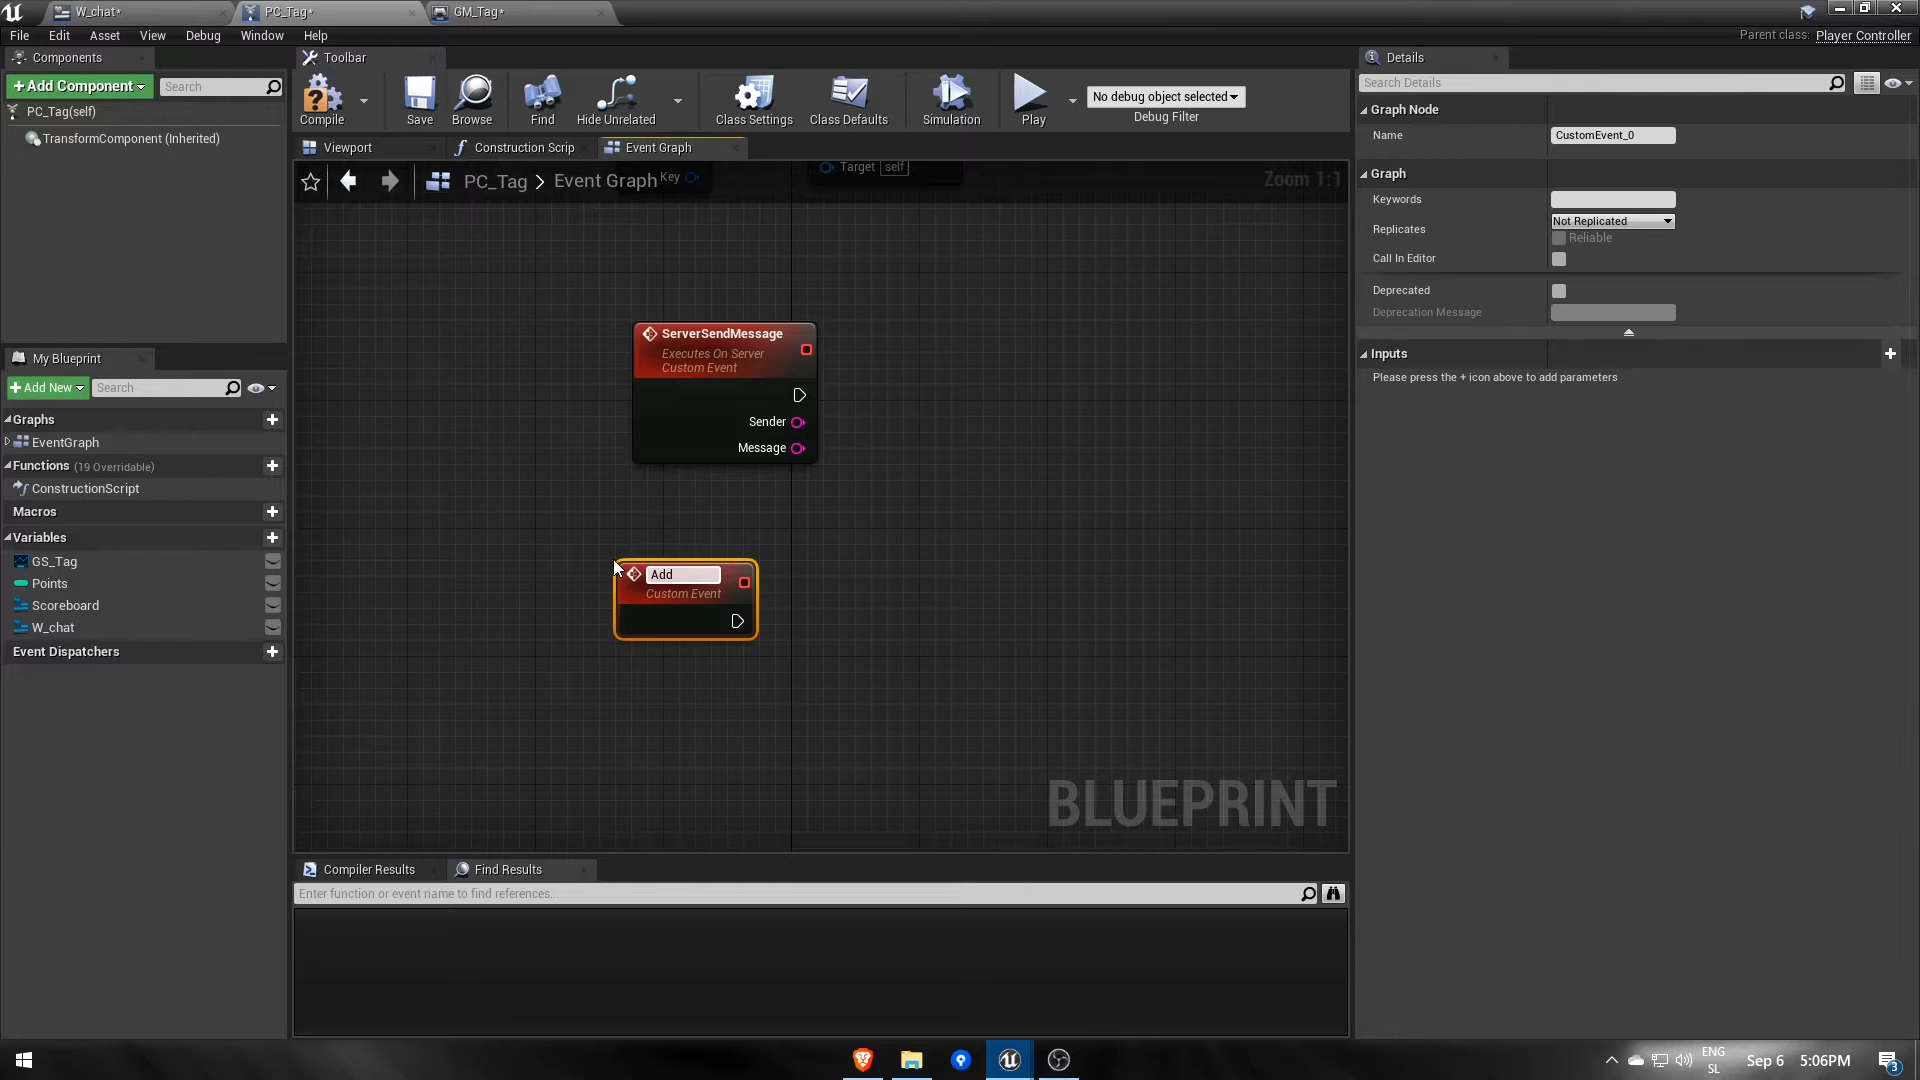 W_chat*
PC_Tag*
GM_Tag*
File Edit Asset View Debug Window Help
Parent class: Player Controller
Components
Toolbar
Details
+Add Component
Search
Search Details
PC_Tag(self)
TransformComponent (Inherited)
Compile
Save
Browse
Find
Hide Unrelated
Class Settings
Class Defaults
Simulation
Play
No debug object selected
Debug Filter
Viewport
Construction Scrip
Event Graph
PC_Tag > Event Graph
Key
Target self
Zoom 1:1
Graph Node
Name CustomEvent_0
Graph
Keywords
Replicates Not Replicated
Reliable
Call In Editor
Deprecated
Deprecation Message
Inputs
Please press the + icon above to add parameters
ServerSendMessage
Executes On Server
Custom Event
Sender
Message
Add
Custom Event
BLUEPRINT
My Blueprint
+Add New
Search
Graphs
EventGraph
Functions (19 Overridable)
ConstructionScript
Macros
Variables
GS_Tag
Points
Scoreboard
W_chat
Event Dispatchers
Compiler Results
Find Results
Enter function or event name to find references...
ENG
SL
Sep 6
5:06PM
3